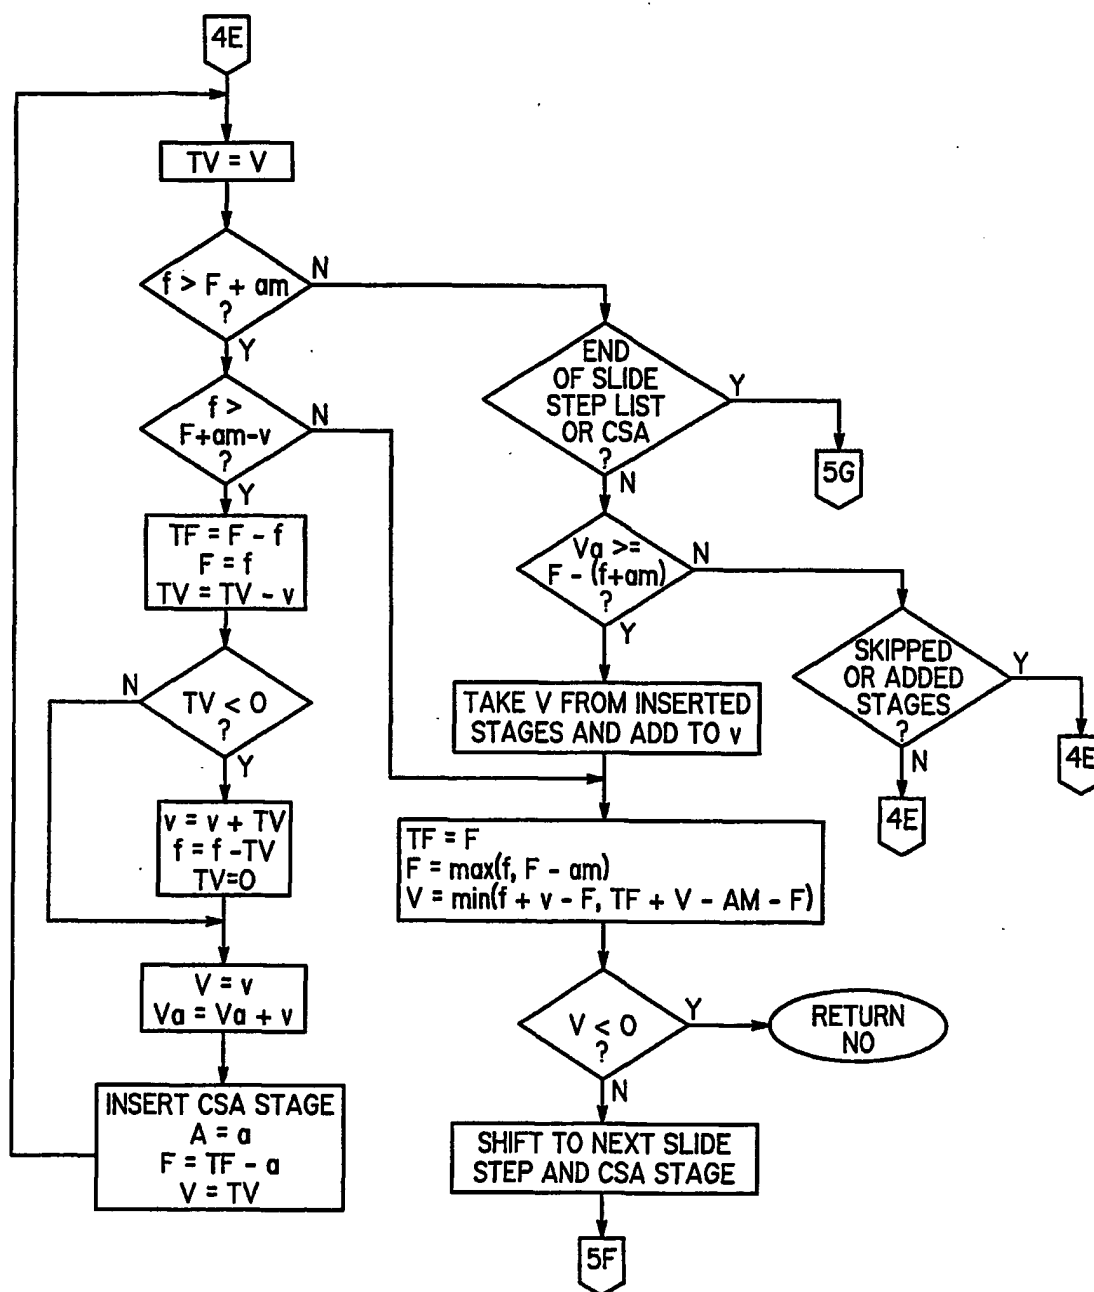 4E
TV = V
f > F + am
?
N
Y
f >
F+am-v
?
N
Y
TF = F - f
F = f
TV = TV - v
TV < 0
?
N
Y
v = v + TV
f = f -TV
TV=0
V = v
Va = Va + v
INSERT CSA STAGE
A = a
F = TF - a
V = TV
END
OF SLIDE
STEP LIST
OR CSA
?
Y
N
5G
Va >=
F - (f+am)
?
N
Y
SKIPPED
OR ADDED
STAGES
?
Y
N
4E
4E
TAKE V FROM INSERTED
STAGES AND ADD TO v
TF = F
F = max(f, F - am)
V = min(f + v - F, TF + V - AM - F)
V < 0
?
Y
N
RETURN
NO
SHIFT TO NEXT SLIDE
STEP AND CSA STAGE
5F